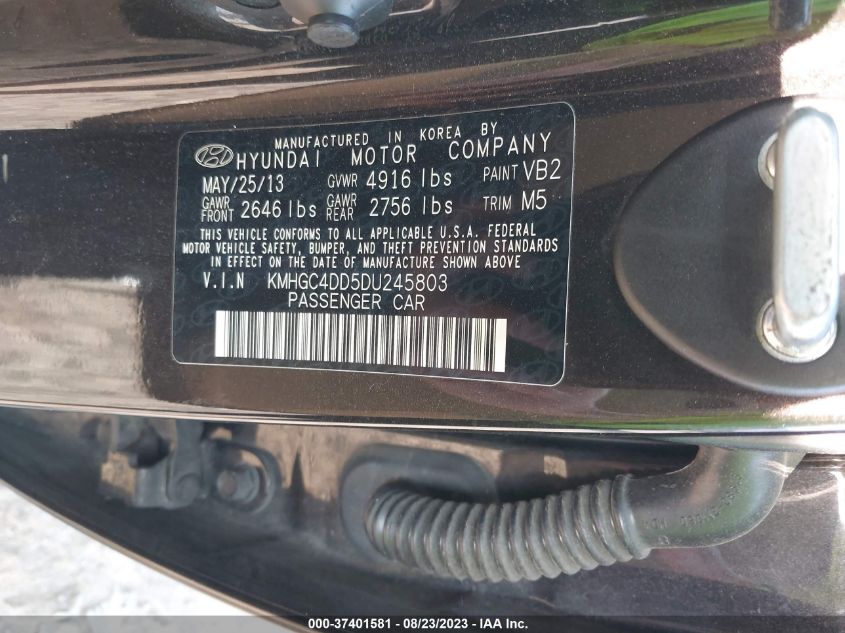 MANUFACTURED IN KOREA BY
HYUNDAI MOTOR COMPANY
MAY/25/13 GVWR 4916 lbs PAINT VB2
GAWR FRONT 2646 lbs GAWR REAR 2756 lbs TRIM M5
THIS VEHICLE CONFORMS TO ALL APPLICABLE U.S.A. FEDERAL
MOTOR VEHICLE SAFETY, BUMPER, AND THEFT PREVENTION STANDARDS
IN EFFECT ON THE DATE OF MANUFACTURE SHOWN ABOVE
V.I.N KMHGC4DD5DU245803
PASSENGER CAR
000-37401581 - 08/23/2023 - IAA Inc.